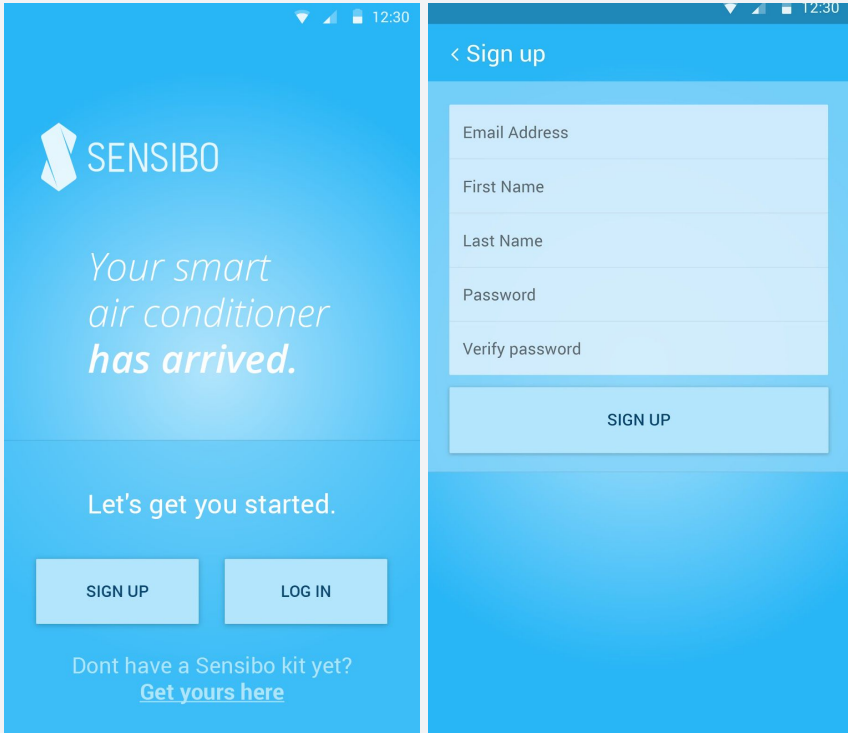 12:30
SENSIBO
Your smart
air conditioner
has arrived.
Let's get you started.
SIGN UP
LOG IN
Dont have a Sensibo kit yet?
Get yours here
12:30
< Sign up
Email Address
First Name
Last Name
Password
Verify password
SIGN UP